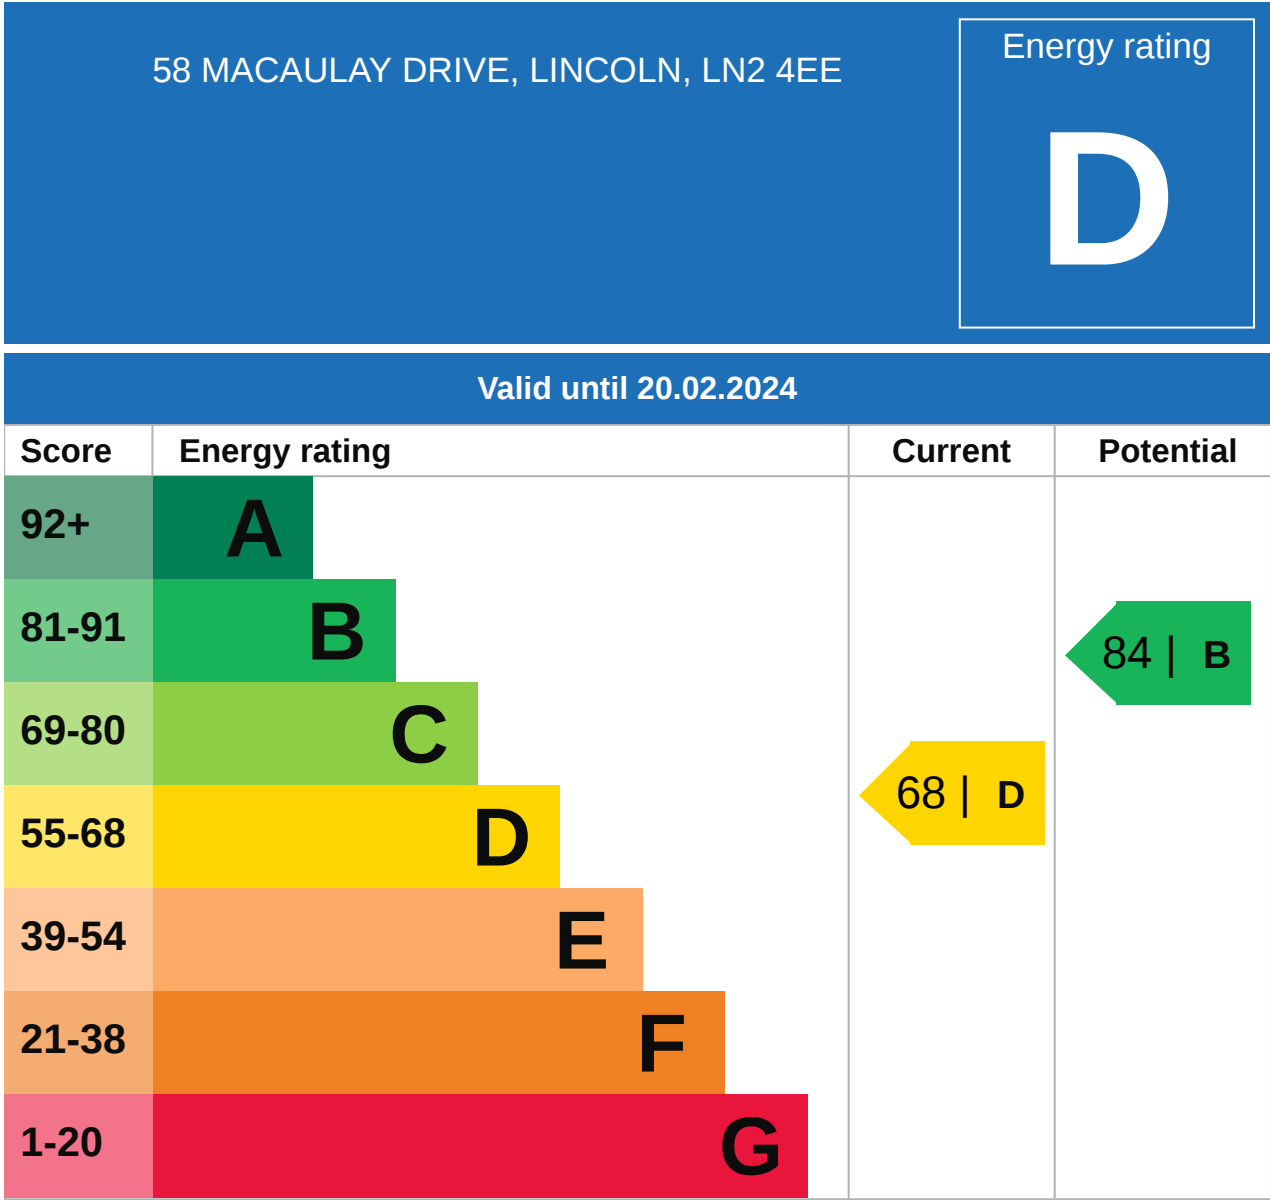 58 MACAULAY DRIVE, LINCOLN, LN2 4EE
Energy rating
D
Valid until 20.02.2024
Score Energy rating Current Potential
92+ A
81-91 B
84 | B
69-80 C
68 | D
55-68 D
39-54 E
21-38 F
1-20 G